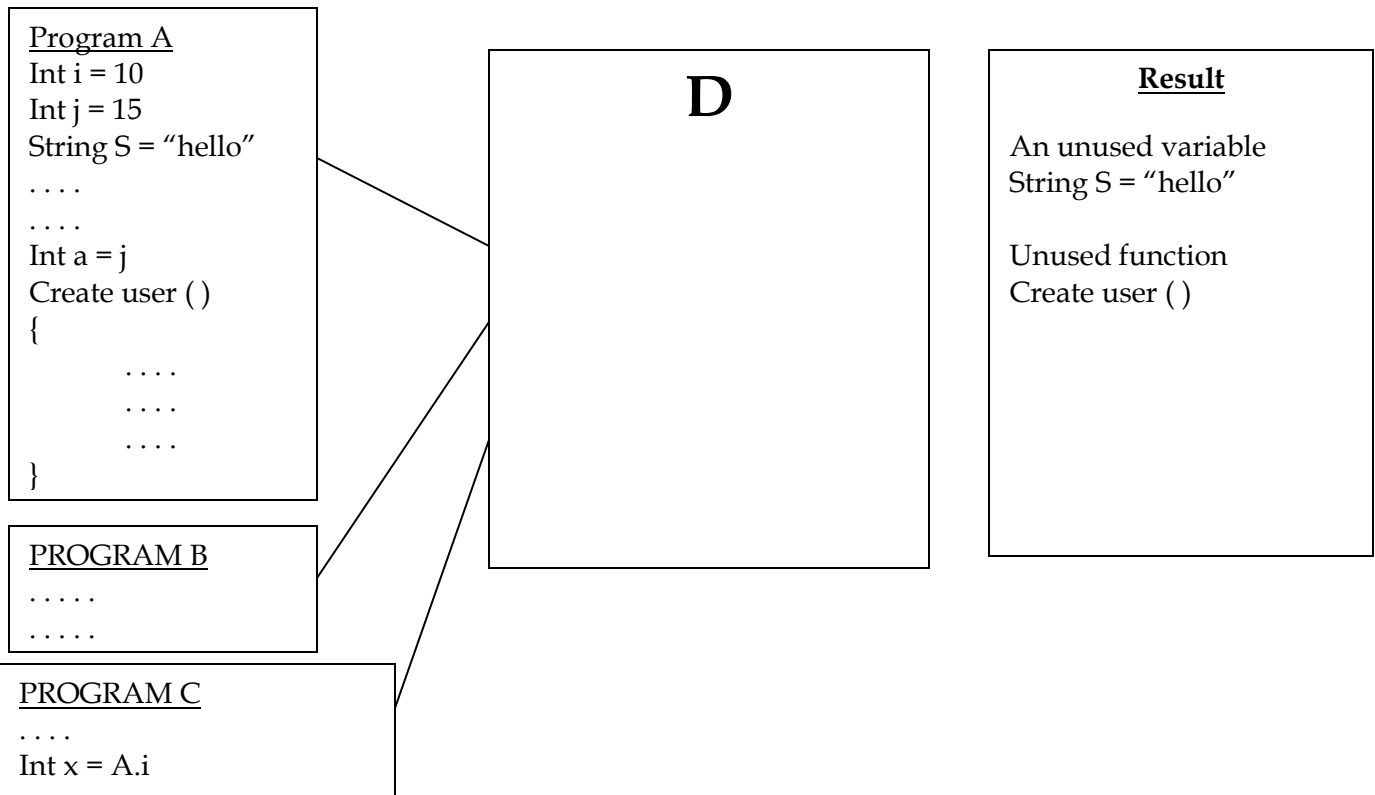 Program A
Int i = 10
Int j = 15
String S = “hello”
. . . .
. . . .
Int a = j
Create user ( )
{
. . . .
. . . .
. . . .
}
PROGRAM B
. . . . .
. . . . .
PROGRAM C
. . . .
Int x = A.i
D
Result
An unused variable
String S = “hello”
Unused function
Create user ( )